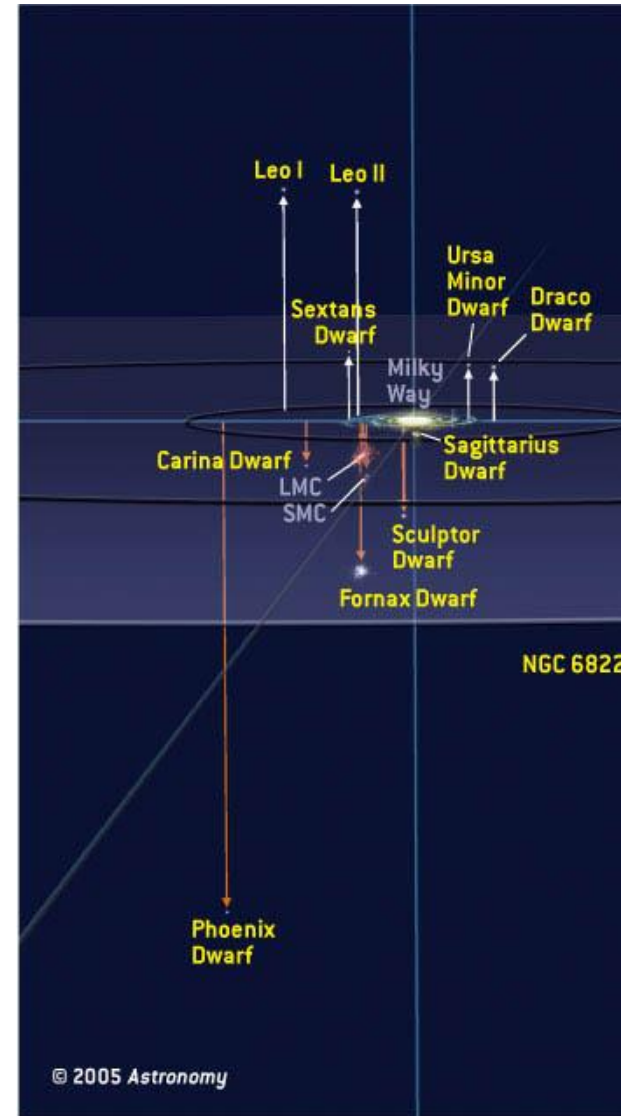 Leo I
Leo II
Ursa
Minor
Dwarf
Draco
Dwarf
Sextans
Dwarf
Milky
Way
Carina Dwarf
Sagittarius
Dwarf
LMC
SMC
Sculptor
Dwarf
Fornax Dwarf
NGC 6822
Phoenix
Dwarf
© 2005 Astronomy